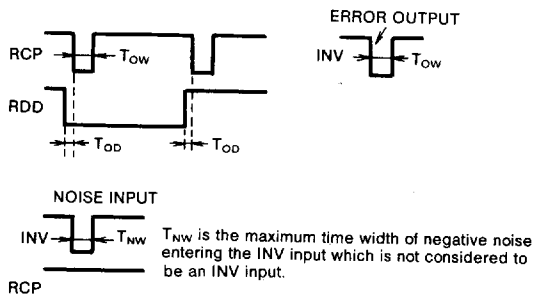 ERROR OUTPUT
RCP
TOW
INV
TOW
RDD
TOD
TOD
NOISE INPUT
INV
TNW
TNW is the maximum time width of negative noise
entering the INV input which is not considered to
be an INV input.
RCP